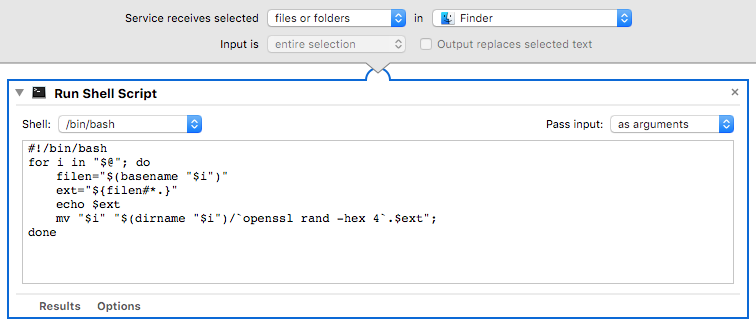 Service receives selected files or folders in Finder
Input is entire selection Output replaces selected text
Run Shell Script
Shell: /bin/bash Pass input: as arguments
#!/bin/bash
for i in "$@"; do
    filen="$(basename "$i")"
    ext="${filen#*.}"
    echo $ext
    mv "$i" "$(dirname "$i")/`openssl rand -hex 4`.$ext";
done
Results Options